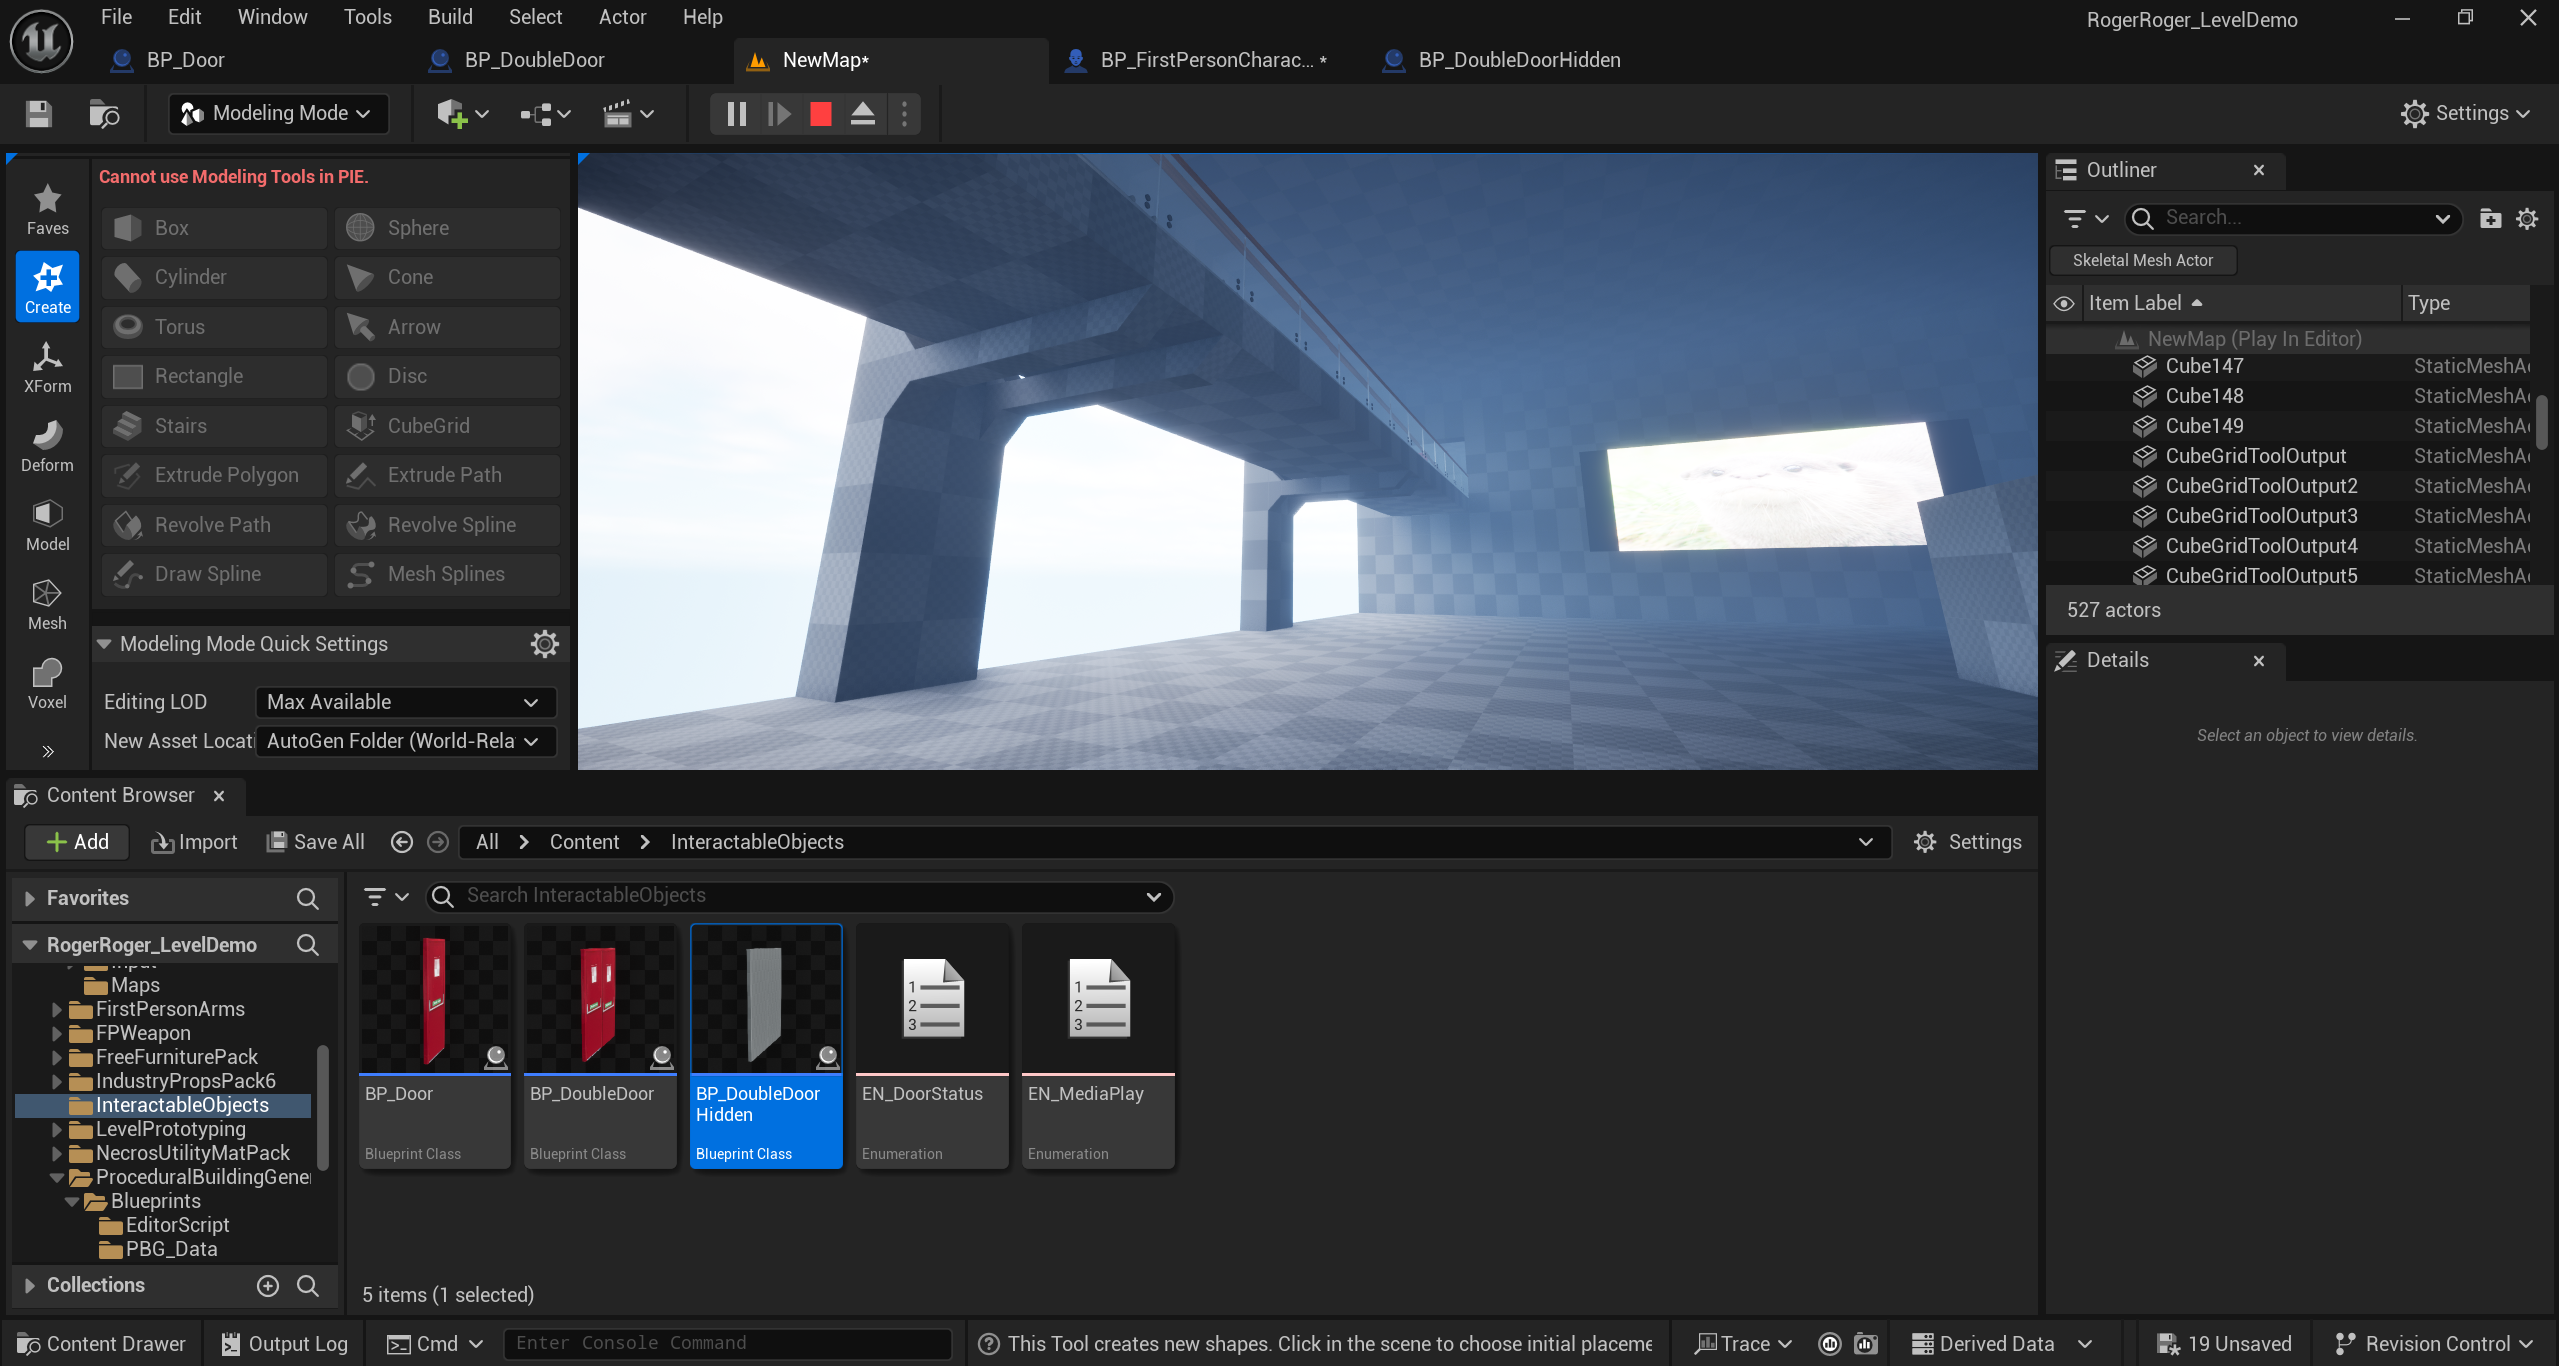 File Edit Window Tools Build Select Actor Help
RogerRoger_LevelDemo
BP_Door
BP_DoubleDoor
NewMap*
BP_FirstPersonCharac... *
BP_DoubleDoorHidden
Modeling Mode
Settings
Cannot use Modeling Tools in PIE.
Faves
Create
XForm
Deform
Model
Mesh
Voxel
Box
Sphere
Cylinder
Cone
Torus
Arrow
Rectangle
Disc
Stairs
CubeGrid
Extrude Polygon
Extrude Path
Revolve Path
Revolve Spline
Draw Spline
Mesh Splines
Modeling Mode Quick Settings
Editing LOD
Max Available
New Asset Locati
AutoGen Folder (World-Rela
Outliner
Search...
Skeletal Mesh Actor
Item Label
Type
NewMap (Play In Editor)
Cube147 StaticMeshA
Cube148 StaticMeshA
Cube149 StaticMeshA
CubeGridToolOutput StaticMeshA
CubeGridToolOutput2 StaticMeshA
CubeGridToolOutput3 StaticMeshA
CubeGridToolOutput4 StaticMeshA
CubeGridToolOutput5 StaticMeshA
527 actors
Details
Select an object to view details.
Content Browser
Add
Import
Save All
All
Content
InteractableObjects
Settings
Favorites
RogerRoger_LevelDemo
Input
Maps
FirstPersonArms
FPWeapon
FreeFurniturePack
IndustryPropsPack6
InteractableObjects
LevelPrototyping
NecrosUtilityMatPack
ProceduralBuildingGene
Blueprints
EditorScript
PBG_Data
Collections
Search InteractableObjects
BP_Door
Blueprint Class
BP_DoubleDoor
Blueprint Class
BP_DoubleDoor
Hidden
Blueprint Class
1
2
3
EN_DoorStatus
Enumeration
1
2
3
EN_MediaPlay
Enumeration
5 items (1 selected)
Content Drawer
Output Log
Cmd
Enter Console Command
This Tool creates new shapes. Click in the scene to choose initial placeme
Trace
Derived Data
19 Unsaved
Revision Control